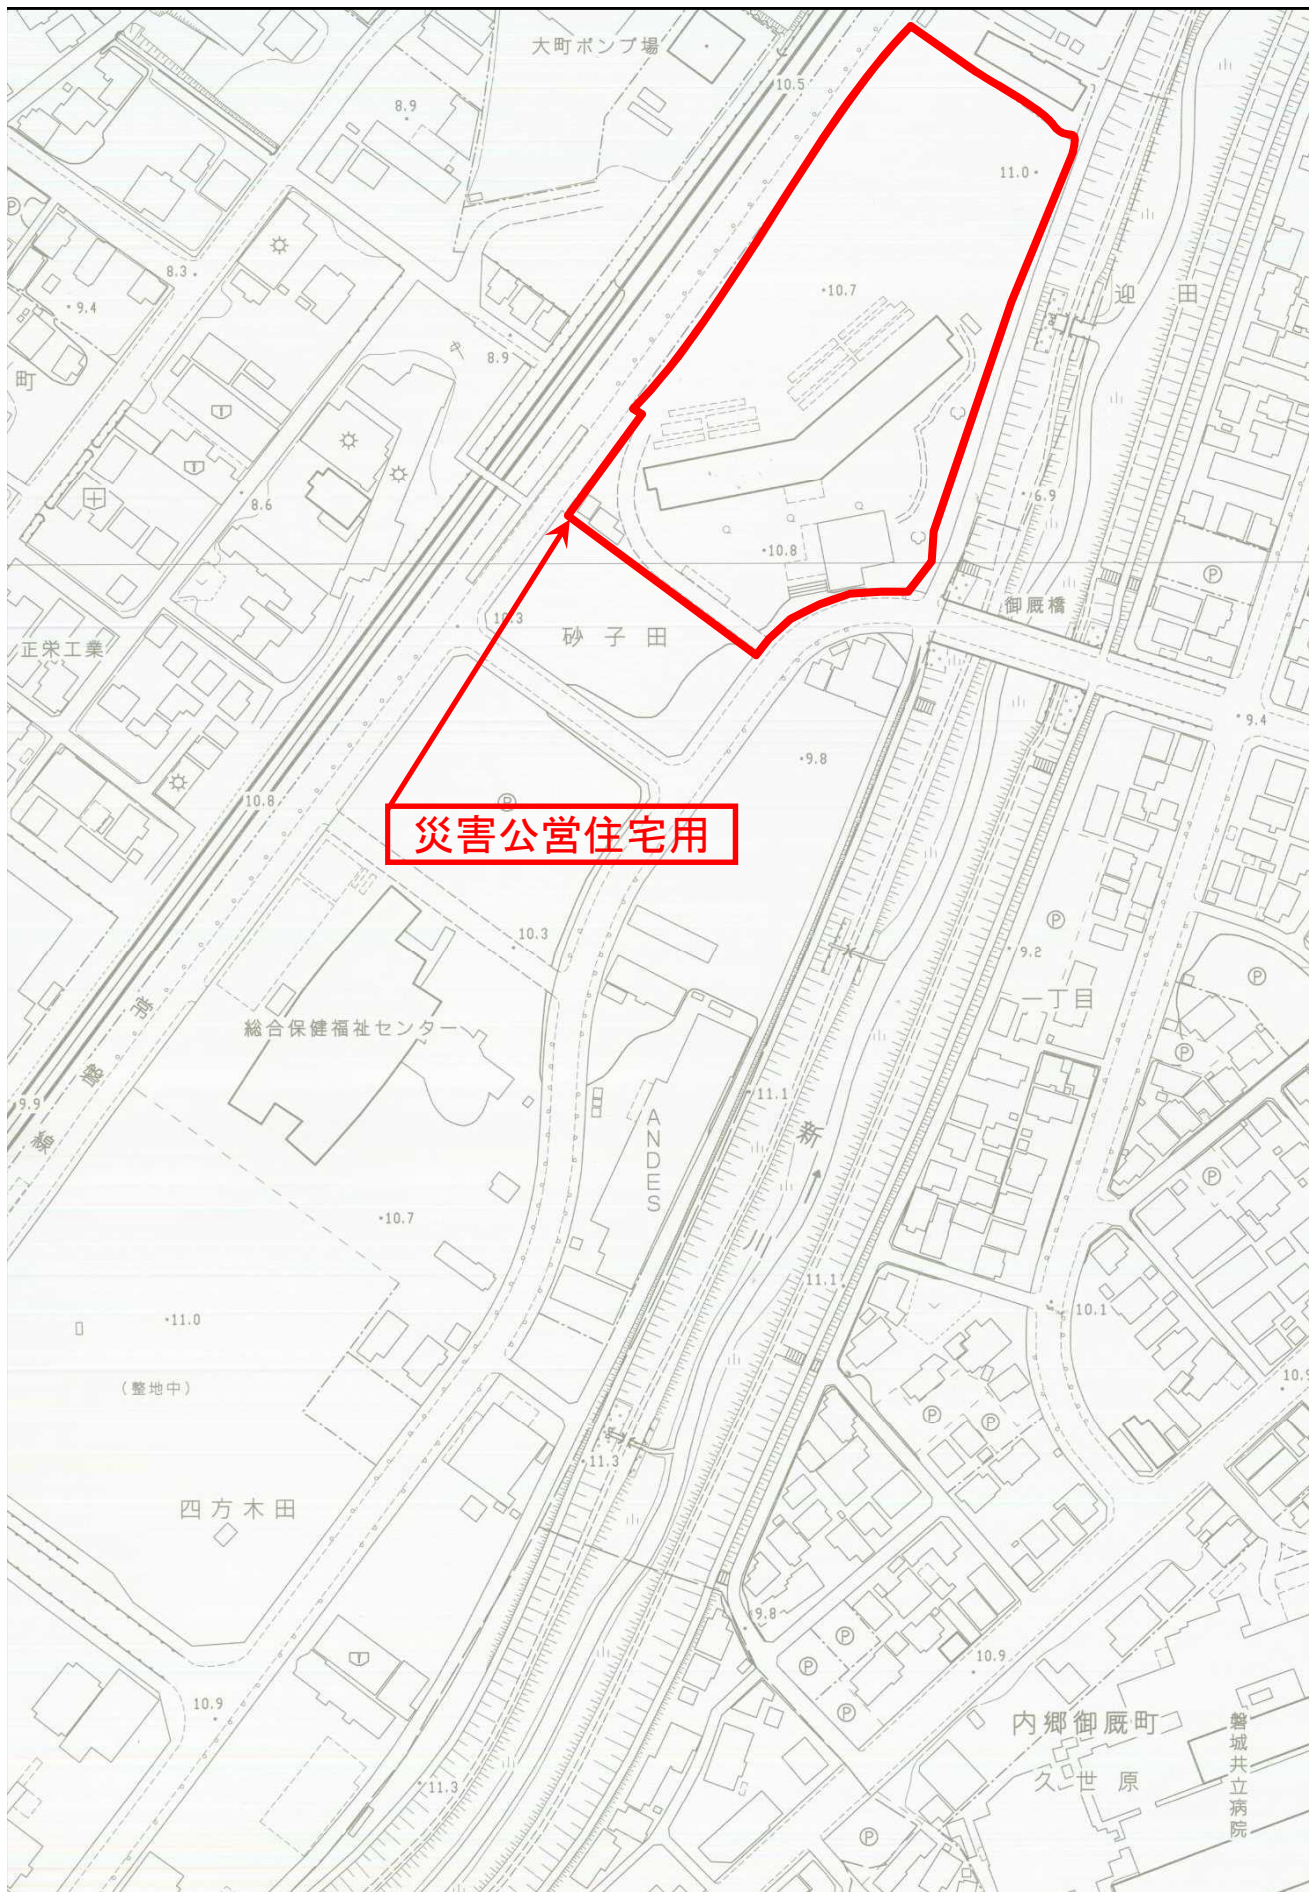 大町ポンプ場
10.5
8.9
11.0
8.3
10.7
迎田
9.4
8.9
町
8.6
6.9
10.8
御厩橋
10.3
砂子田
正栄工業
9.4
9.8
10.8
災害公営住宅用
10.3
9.2
一丁目
常磐線
総合保健福祉センター
9.9
11.1
ANDES
新川
10.7
11.1
10.1
11.0
(整地中)
10.9
11.3
四方木田
9.8
10.9
10.9
内郷御厩町
磐城共立病院
久世原
11.3